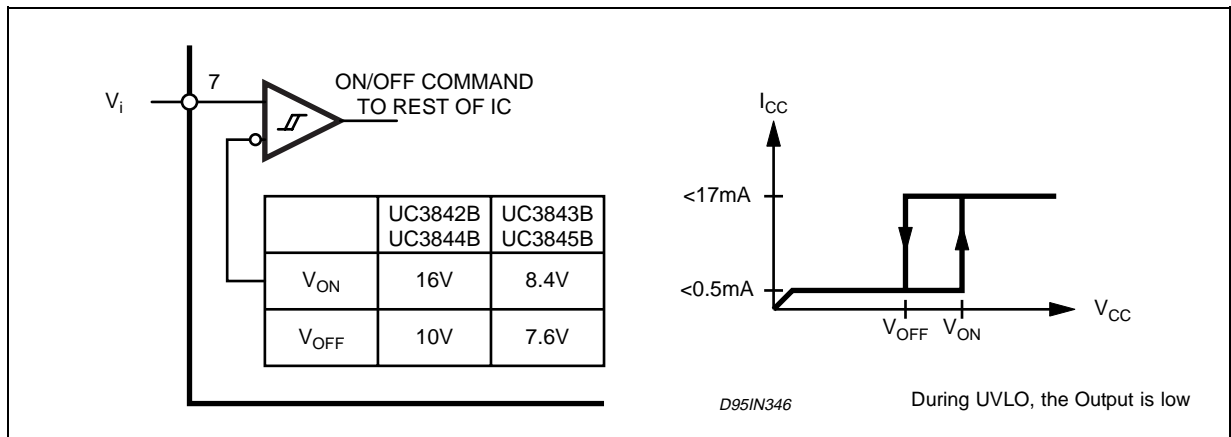 7
ON/OFF COMMAND
TO REST OF IC
Vi
UC3842B UC3843B
UC3844B UC3845B
VON 16V 8.4V
VOFF 10V 7.6V
ICC
<17mA
<0.5mA
VOFF VON
VCC
D95IN346
During UVLO, the Output is low